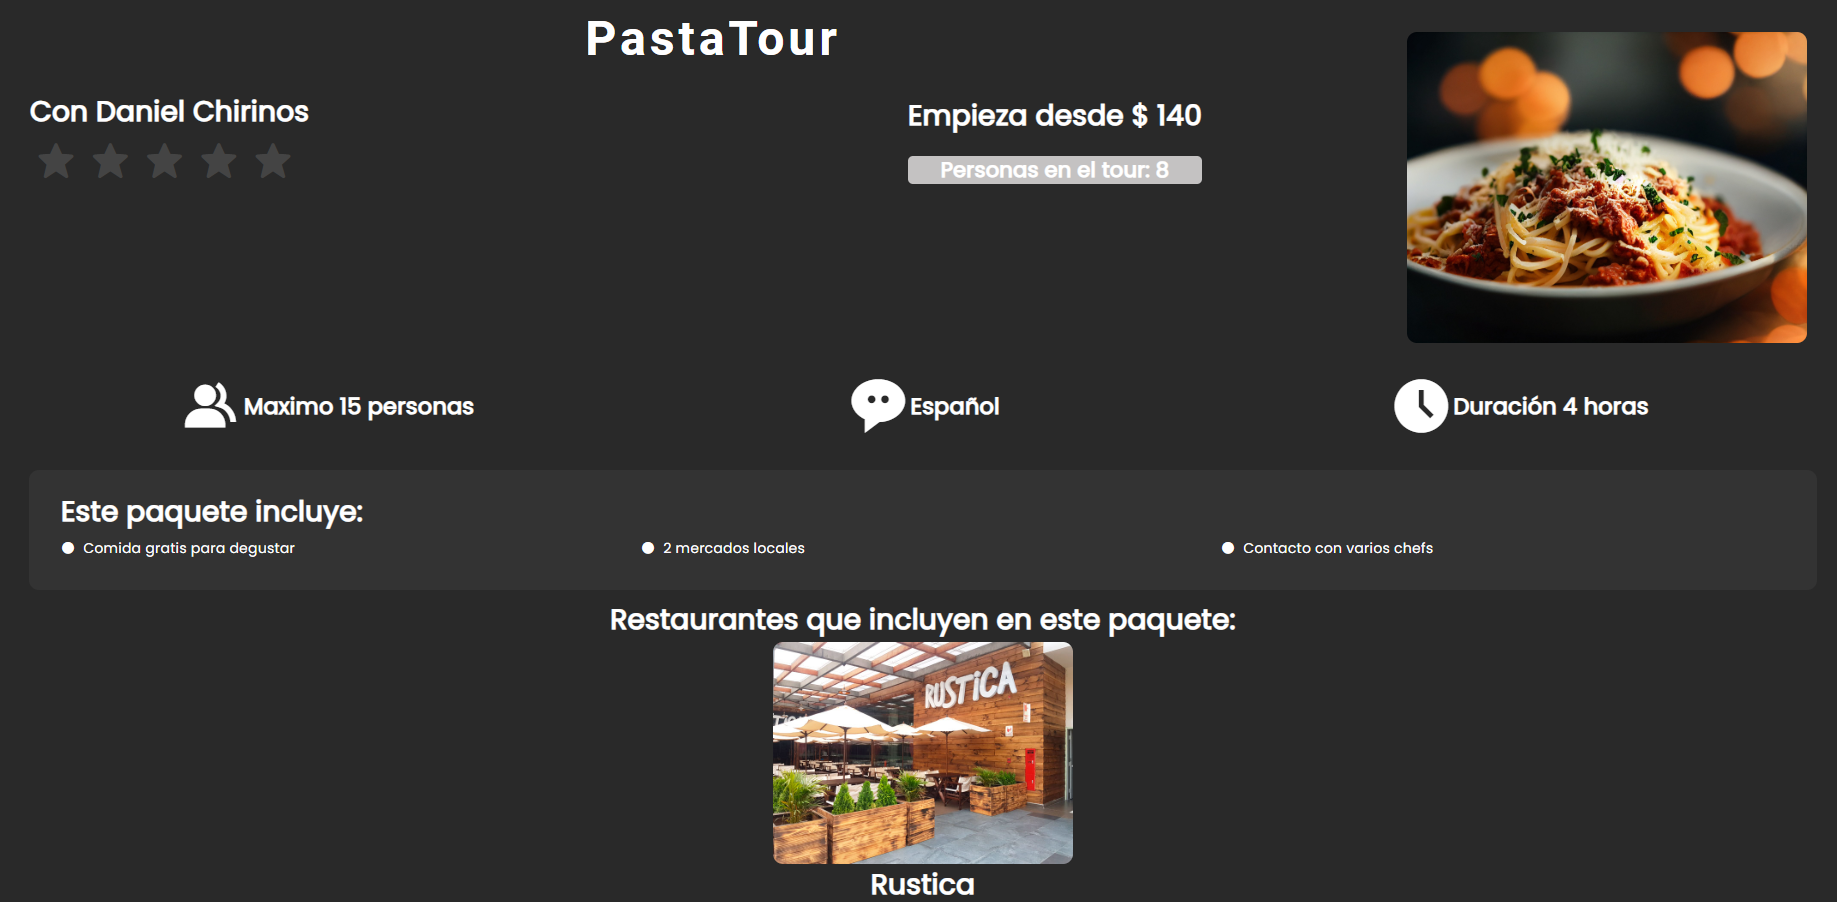 PastaTour
Con Daniel Chirinos
Empieza desde $ 140
Personas en el tour: 8
Maximo 15 personas
Español
Duración 4 horas
Este paquete incluye:
Comida gratis para degustar
2 mercados locales
Contacto con varios chefs
Restaurantes que incluyen en este paquete:
RUSTiCA
Rustica